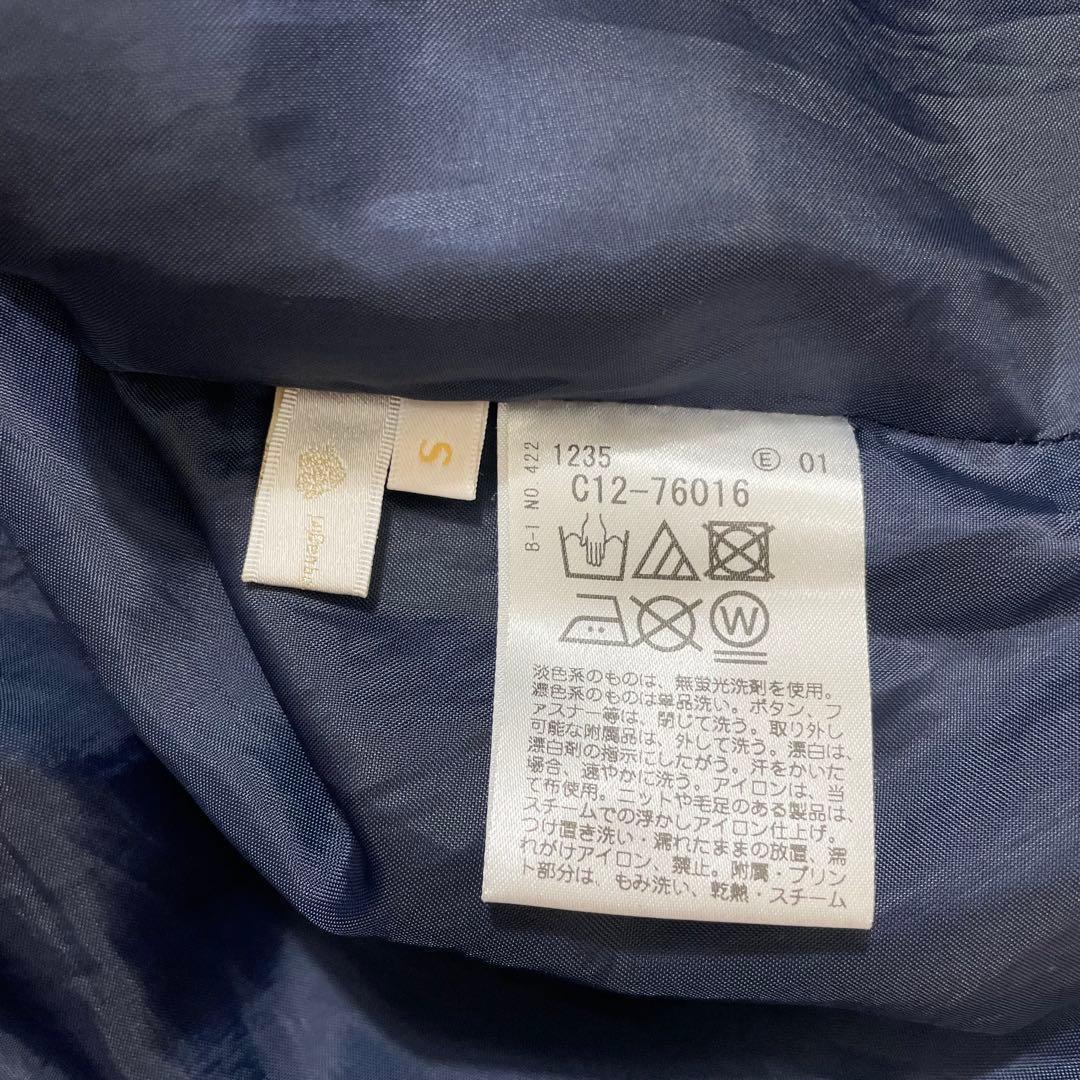 S
B-1 NO 422
1235 Ⓔ 01
C12-76016
W
淡色系のものは、無蛍光洗剤を使用。
濃色系のものは単品洗い。ボタン、フ
ァスナー等は、閉じて洗う。取り外し
可能な附属品は、外して洗う。漂白は、
漂白剤の指示にしたがう。汗をかいた
場合、速やかに洗う。アイロンは、当
て布使用。ニットや毛足のある製品は、
スチームでの浮かしアイロン仕上げ。
つけ置き洗い・濡れたままの放置、濡
れがけアイロン、禁止。附属・プリン
ト部分は、もみ洗い、乾熱・スチーム